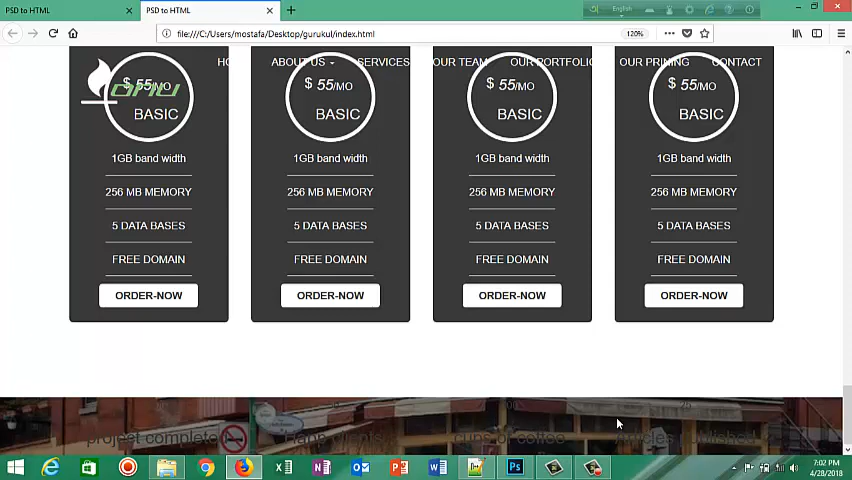 PSD to HTML
PSD to HTML
English
file:///C:/Users/mostafa/Desktop/gurukul/index.html
120%
ABOUT US
SERVICES
OUR TEAM
OUR PORTFOLIO
OUR PRINING
CONTACT
$ 55/MO
$ 55/MO
$ 55/MO
$ 55/MO
BASIC
BASIC
BASIC
BASIC
1GB band width
1GB band width
1GB band width
1GB band width
256 MB MEMORY
256 MB MEMORY
256 MB MEMORY
256 MB MEMORY
5 DATA BASES
5 DATA BASES
5 DATA BASES
5 DATA BASES
FREE DOMAIN
FREE DOMAIN
FREE DOMAIN
FREE DOMAIN
ORDER-NOW
ORDER-NOW
ORDER-NOW
ORDER-NOW
project complete
cups of coffee
7:02 PM
4/28/2018